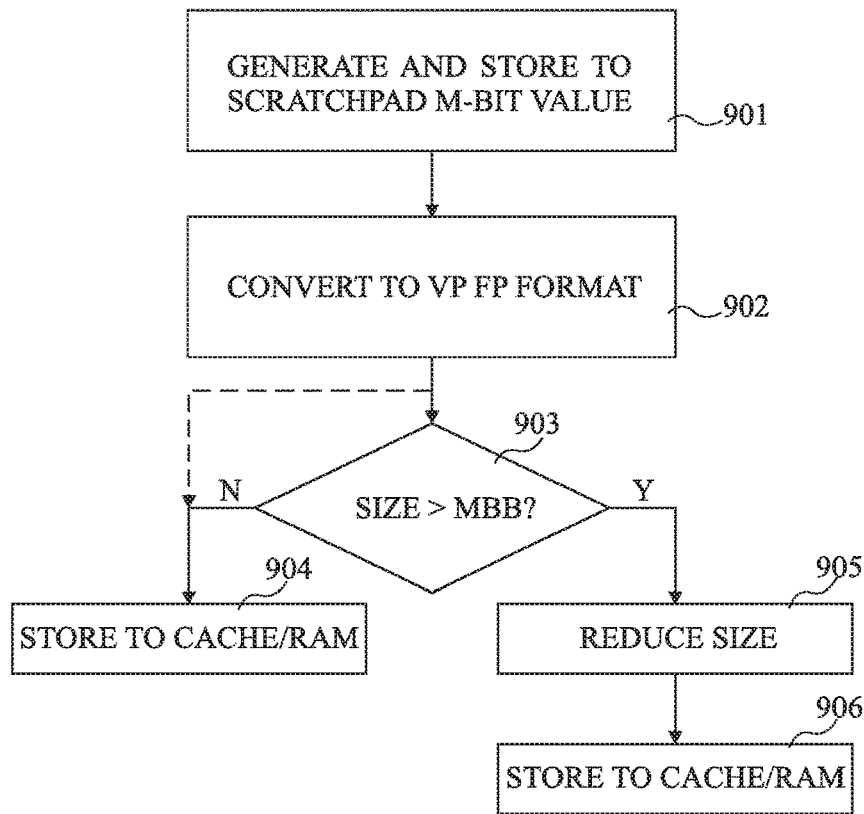 GENERATE AND STORE TO
SCRATCHPAD M-BIT VALUE
901
CONVERT TO VP FP FORMAT
902
903
N
SIZE > MBB?
Y
904
STORE TO CACHE/RAM
905
REDUCE SIZE
906
STORE TO CACHE/RAM